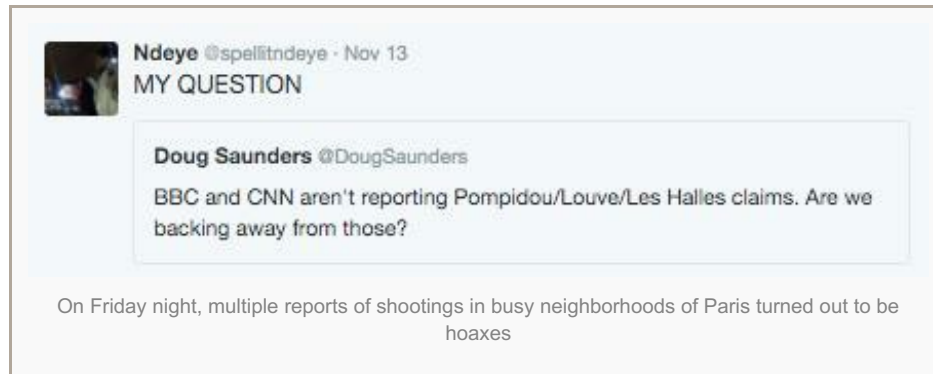 Ndeye @spellitndeye · Nov 13
MY QUESTION
Doug Saunders @DougSaunders
BBC and CNN aren't reporting Pompidou/Louve/Les Halles claims. Are we
backing away from those?
On Friday night, multiple reports of shootings in busy neighborhoods of Paris turned out to be
hoaxes